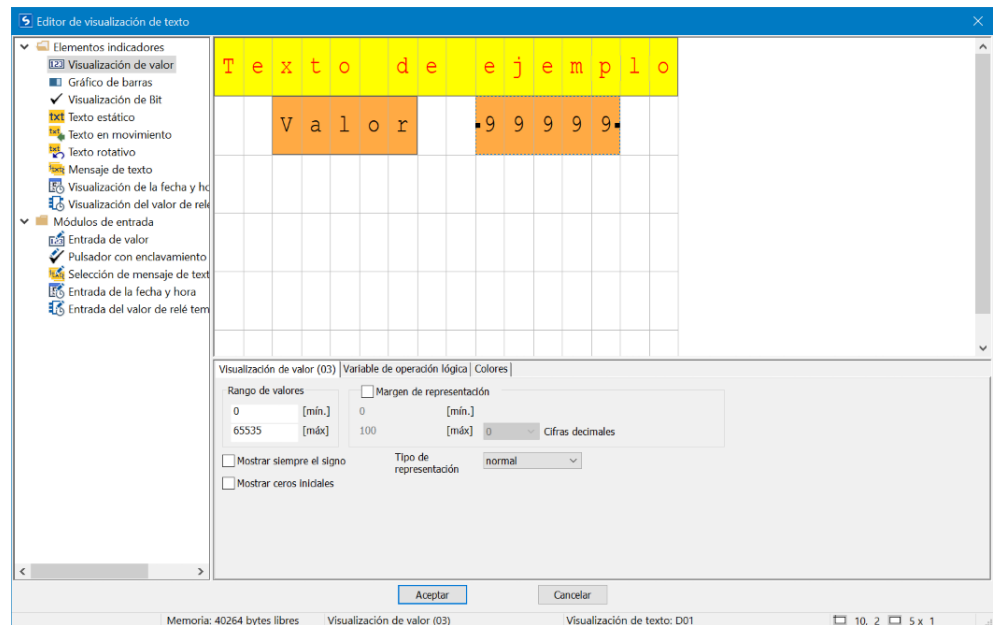 Editor de visualización de texto
Elementos indicadores
Visualización de valor
Gráfico de barras
Visualización de Bit
Texto estático
Texto en movimiento
Texto rotativo
Mensaje de texto
Visualización de la fecha y ho
Visualización del valor de relé
Módulos de entrada
Entrada de valor
Pulsador con enclavamiento
Selección de mensaje de text
Entrada de la fecha y hora
Entrada del valor de relé tem
Texto de ejemplo
Valor 99999
Visualización de valor (03) Variable de operación lógica Colores
Rango de valores Margen de representación
0 [mín.] 0 [mín.]
65535 [máx] 100 [máx] 0 Cifras decimales
Mostrar siempre el signo Tipo de representación normal
Mostrar ceros iniciales
Aceptar Cancelar
Memoria: 40264 bytes libres Visualización de valor (03) Visualización de texto: D01 10, 2 5 x 1